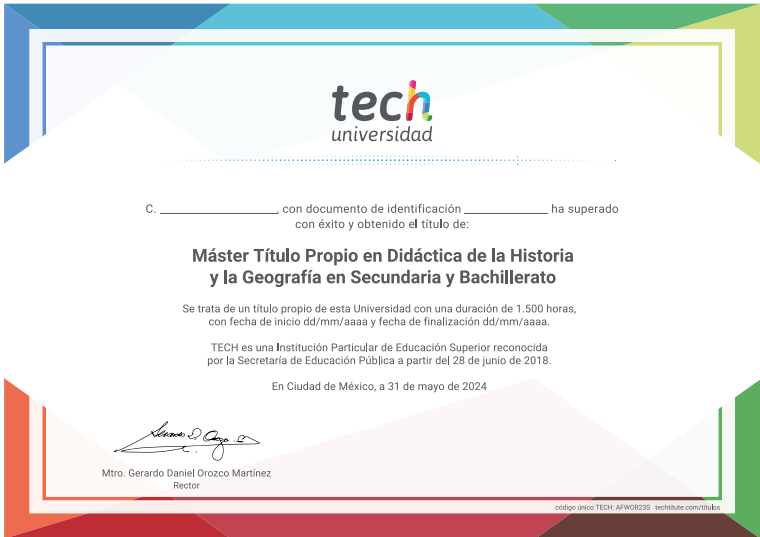 tech
universidad
C. ____________________, con documento de identificación ______________ ha superado
con éxito y obtenido el título de:
Máster Título Propio en Didáctica de la Historia
y la Geografía en Secundaria y Bachillerato
Se trata de un título propio de esta Universidad con una duración de 1.500 horas,
con fecha de inicio dd/mm/aaaa y fecha de finalización dd/mm/aaaa.
TECH es una Institución Particular de Educación Superior reconocida
por la Secretaría de Educación Pública a partir del 28 de junio de 2018.
En Ciudad de México, a 31 de mayo de 2024
Mtro. Gerardo Daniel Orozco Martínez
Rector
código único TECH: AFWOR23S techtitute.com/titulos